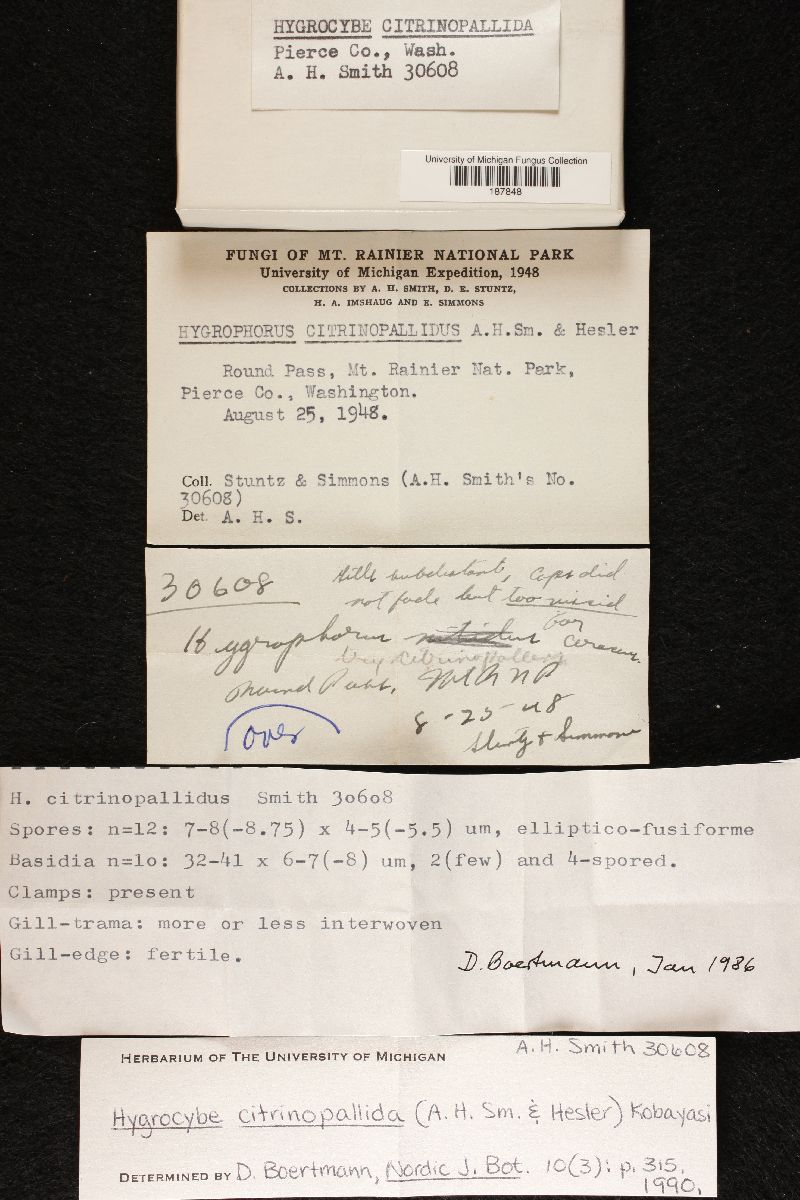 HYGROCYBE CITRINOPALLIDA
Pierce Co., Wash.
A. H. Smith 30608
University of Michigan Fungus Collection
187848
FUNGI OF MT. RAINIER NATIONAL PARK
University of Michigan Expedition, 1948
COLLECTIONS BY A. H. SMITH, D. E. STUNTZ,
H. A. IMSHAUG AND E. SIMMONS
HYGROPHORUS CITRINOPALLIDUS A.H.Sm. & Hesler
Round Pass, Mt. Rainier Nat. Park,
Pierce Co., Washington.
August 25, 1948.
Coll. Stuntz & Simmons (A.H. Smith's No.
30608)
Det. A. H. S.
30608
subdistant, caps did
not fade but too viscid
for
Hygrophorus
Round Pass, Mt R N P
(over)
8-25-48
Stuntz + Simmons
H. citrinopallidus Smith 30608
Spores: n=12: 7-8(-8.75) x 4-5(-5.5) um, elliptico-fusiforme
Basidia n=10: 32-41 x 6-7(-8) um, 2(few) and 4-spored.
Clamps: present
Gill-trama: more or less interwoven
Gill-edge: fertile.
D. Boertmann, Jan 1986
HERBARIUM OF THE UNIVERSITY OF MICHIGAN
A.H. Smith 30608
Hygrocybe citrinopallida (A. H. Sm. & Hesler) Kobayasi
DETERMINED BY D. Boertmann, Nordic J. Bot. 10(3): p. 315,
1990.